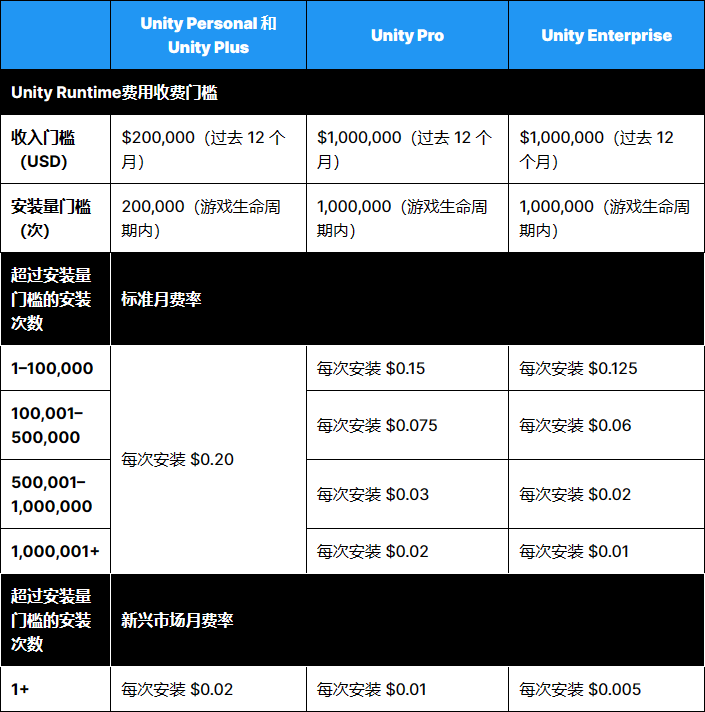 Unity Personal 和
Unity Plus
Unity Pro
Unity Enterprise
Unity Runtime费用收费门槛
收入门槛
（USD）
$200,000（过去 12 个
月）
$1,000,000（过去 12 个
月）
$1,000,000（过去 12
个月）
安装量门槛
（次）
200,000（游戏生命周
期内）
1,000,000（游戏生命周
期内）
1,000,000（游戏生命周
期内）
超过安装量
门槛的安装
次数
标准月费率
1–100,000
每次安装 $0.20
每次安装 $0.15
每次安装 $0.125
100,001–
500,000
每次安装 $0.075
每次安装 $0.06
500,001–
1,000,000
每次安装 $0.03
每次安装 $0.02
1,000,001+
每次安装 $0.02
每次安装 $0.01
超过安装量
门槛的安装
次数
新兴市场月费率
1+
每次安装 $0.02
每次安装 $0.01
每次安装 $0.005